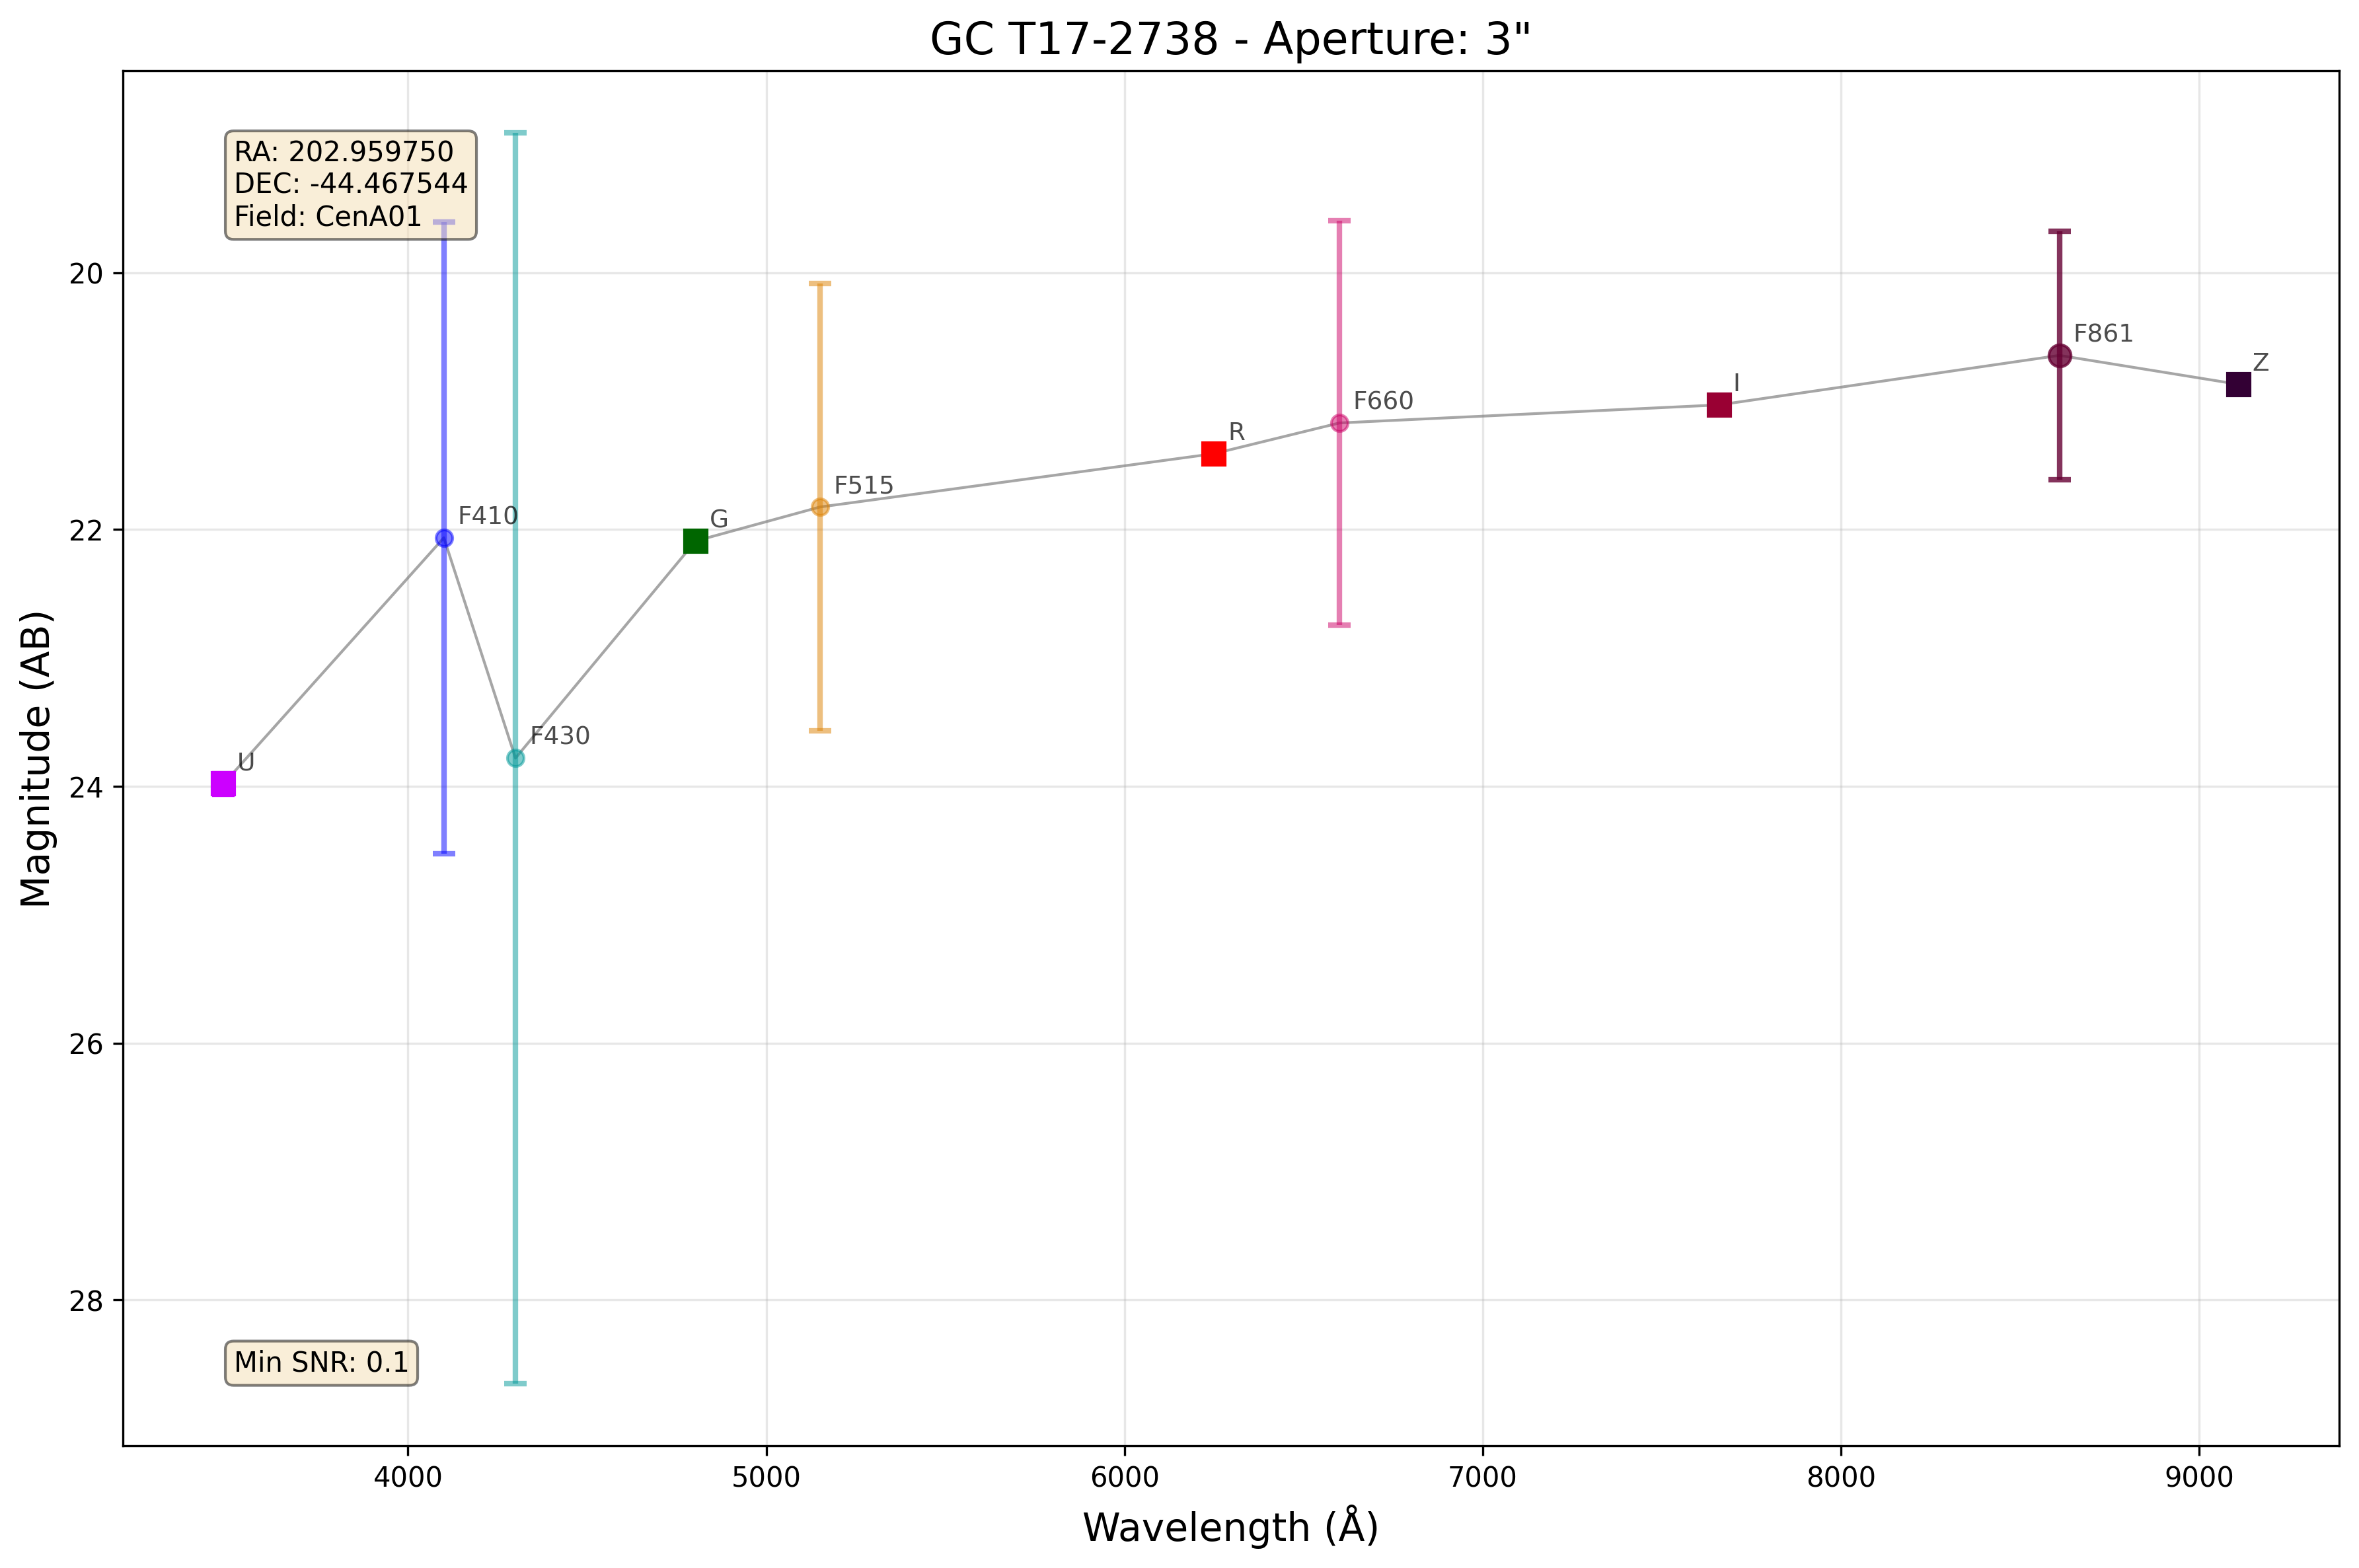 GC T17-2738 - Aperture: 3"
RA: 202.959750
DEC: -44.467544
Field: CenA01
F861
Z
I
F660
R
F515
G
F410
F430
U
Min SNR: 0.1
20
22
24
26
28
Magnitude (AB)
4000
5000
6000
7000
8000
9000
Wavelength (Å)